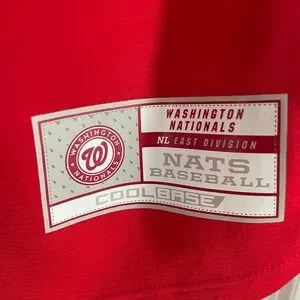 WASHINGTON
W
NATIONALS
WASHINGTON
NATIONALS
NL EAST DIVISION
NATS
BASEBALL
COOLBASE